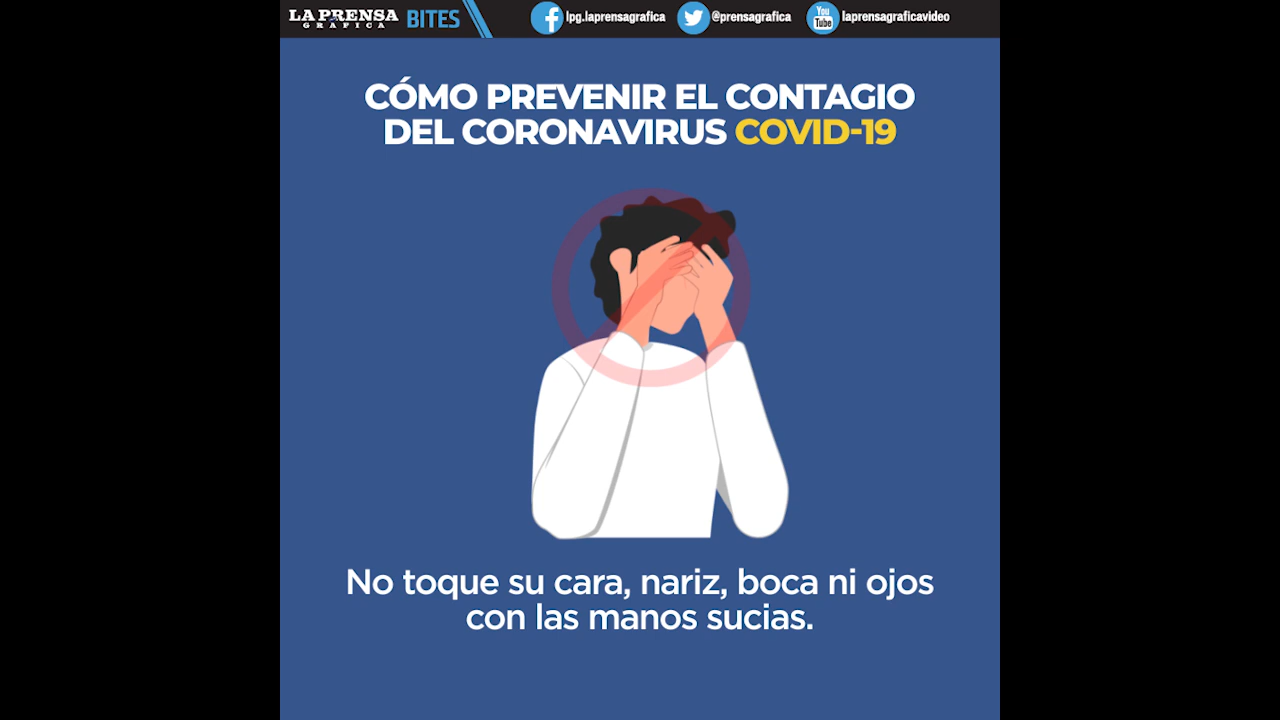 LA PRENSA
GRÁFICA
BITES
lpg.laprensagrafica
@prensagrafica
You
Tube
laprensagraficavideo
CÓMO PREVENIR EL CONTAGIO
DEL CORONAVIRUS COVID-19
No toque su cara, nariz, boca ni ojos
con las manos sucias.